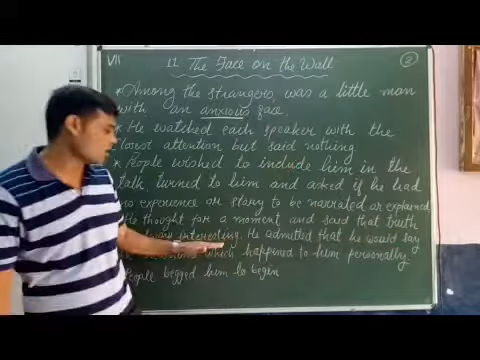 VII 11. The Face on the Wall 2
* Among the strangers, was a little man
with an anxious face.
* He watched each speaker with the
closest attention but said nothing
* People wished to include him in the
talk, turned to him and asked if he had
no experience or story to be narrated or explained
He thought for a moment and said that truth
interesting. He admitted that he would say
which happened to him personally
People begged him to begin